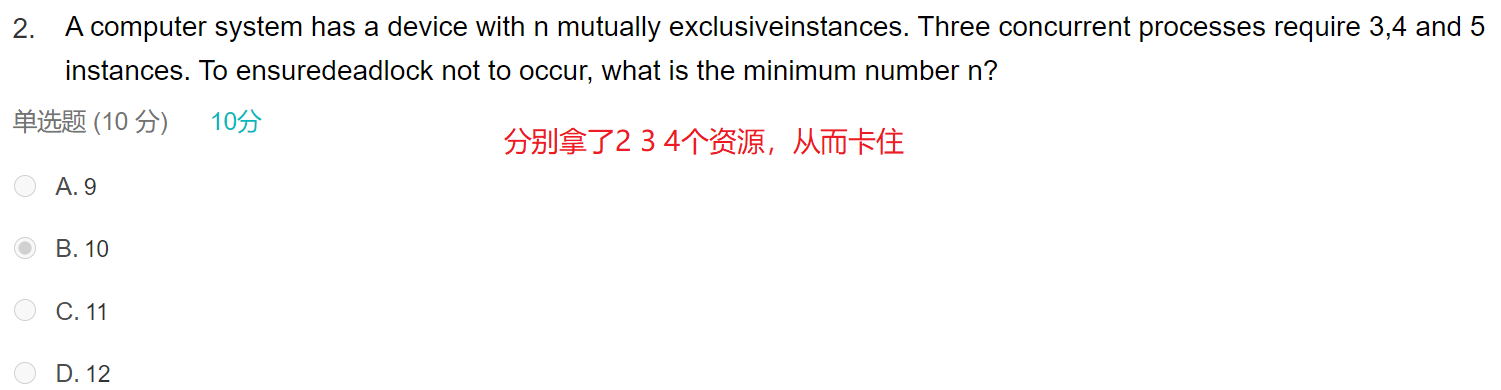 2. A computer system has a device with n mutually exclusiveinstances. Three concurrent processes require 3,4 and 5
instances. To ensuredeadlock not to occur, what is the minimum number n?
单选题 (10 分) 10分
分别拿了2 3 4个资源，从而卡住
A. 9
B. 10
C. 11
D. 12